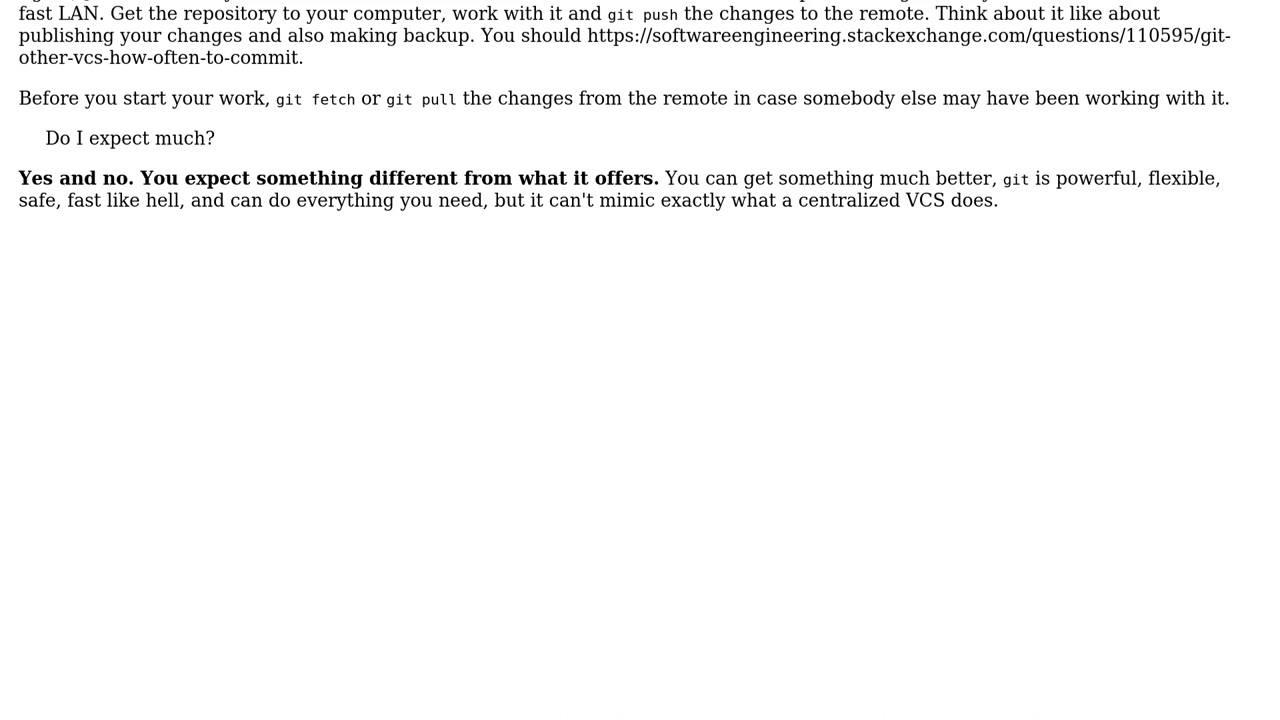 fast LAN. Get the repository to your computer, work with it and git push the changes to the remote. Think about it like about
publishing your changes and also making backup. You should https://softwareengineering.stackexchange.com/questions/110595/git-
other-vcs-how-often-to-commit.
Before you start your work, git fetch or git pull the changes from the remote in case somebody else may have been working with it.
Do I expect much?
Yes and no. You expect something different from what it offers. You can get something much better, git is powerful, flexible,
safe, fast like hell, and can do everything you need, but it can't mimic exactly what a centralized VCS does.